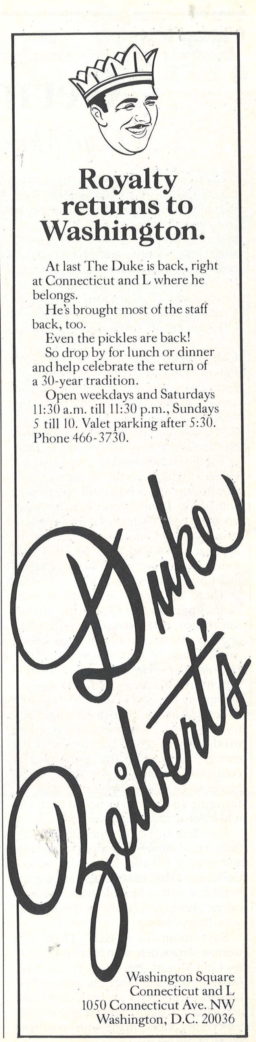 Royalty
returns to
Washington.
At last The Duke is back, right
at Connecticut and L where he
belongs.
He's brought most of the staff
back, too.
Even the pickles are back!
So drop by for lunch or dinner
and help celebrate the return of
a 30-year tradition.
Open weekdays and Saturdays
11:30 a.m. till 11:30 p.m., Sundays
5 till 10. Valet parking after 5:30.
Phone 466-3730.
Duke
Zeibert's
Washington Square
Connecticut and L
1050 Connecticut Ave. NW
Washington, D.C. 20036